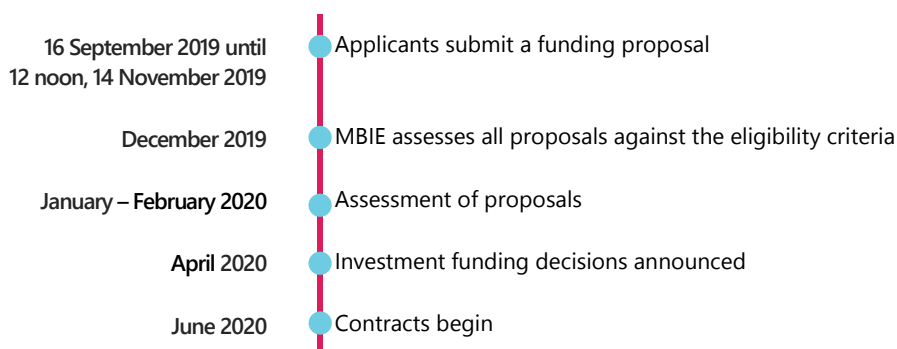 16 September 2019 until
12 noon, 14 November 2019
Applicants submit a funding proposal
December 2019
MBIE assesses all proposals against the eligibility criteria
January – February 2020
Assessment of proposals
April 2020
Investment funding decisions announced
June 2020
Contracts begin